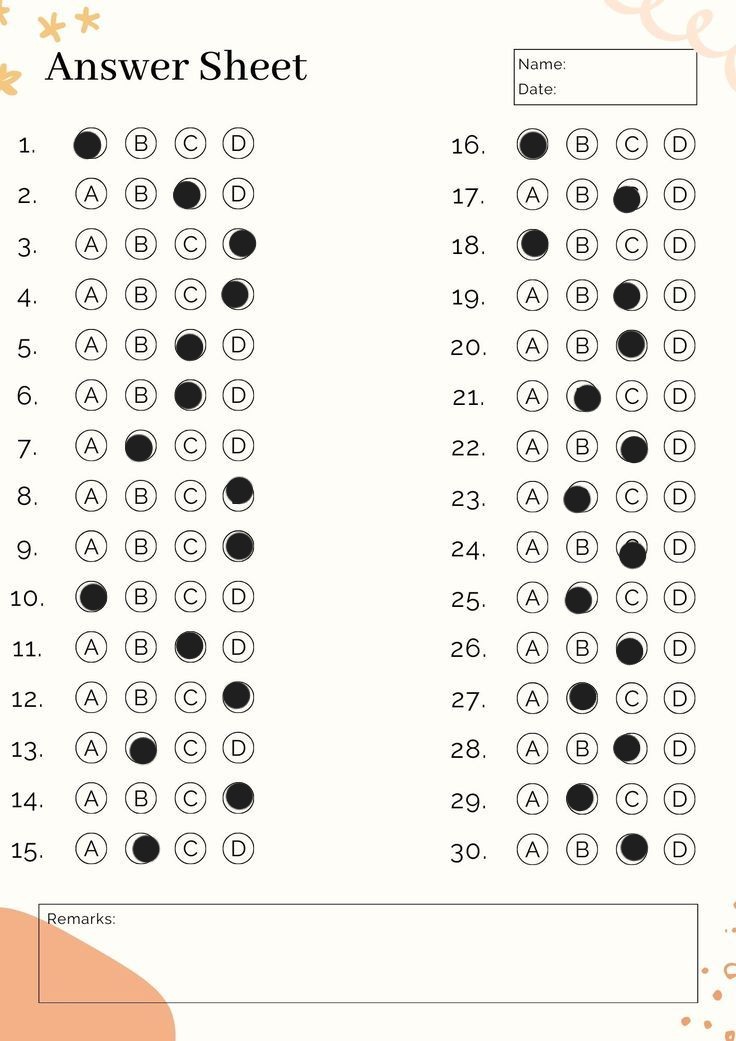 Answer Sheet
Name:
Date:
1. B C D
2. A B D
3. A B C
4. A B C
5. A B D
6. A B D
7. A C D
8. A B C
9. A B C
10. B C D
11. A B D
12. A B C
13. A C D
14. A B C
15. A C D
16. B C D
17. A B D
18. B C D
19. A B D
20. A B D
21. A C D
22. A B D
23. A C D
24. A B D
25. A C D
26. A B D
27. A C D
28. A B D
29. A C D
30. A B D
Remarks: